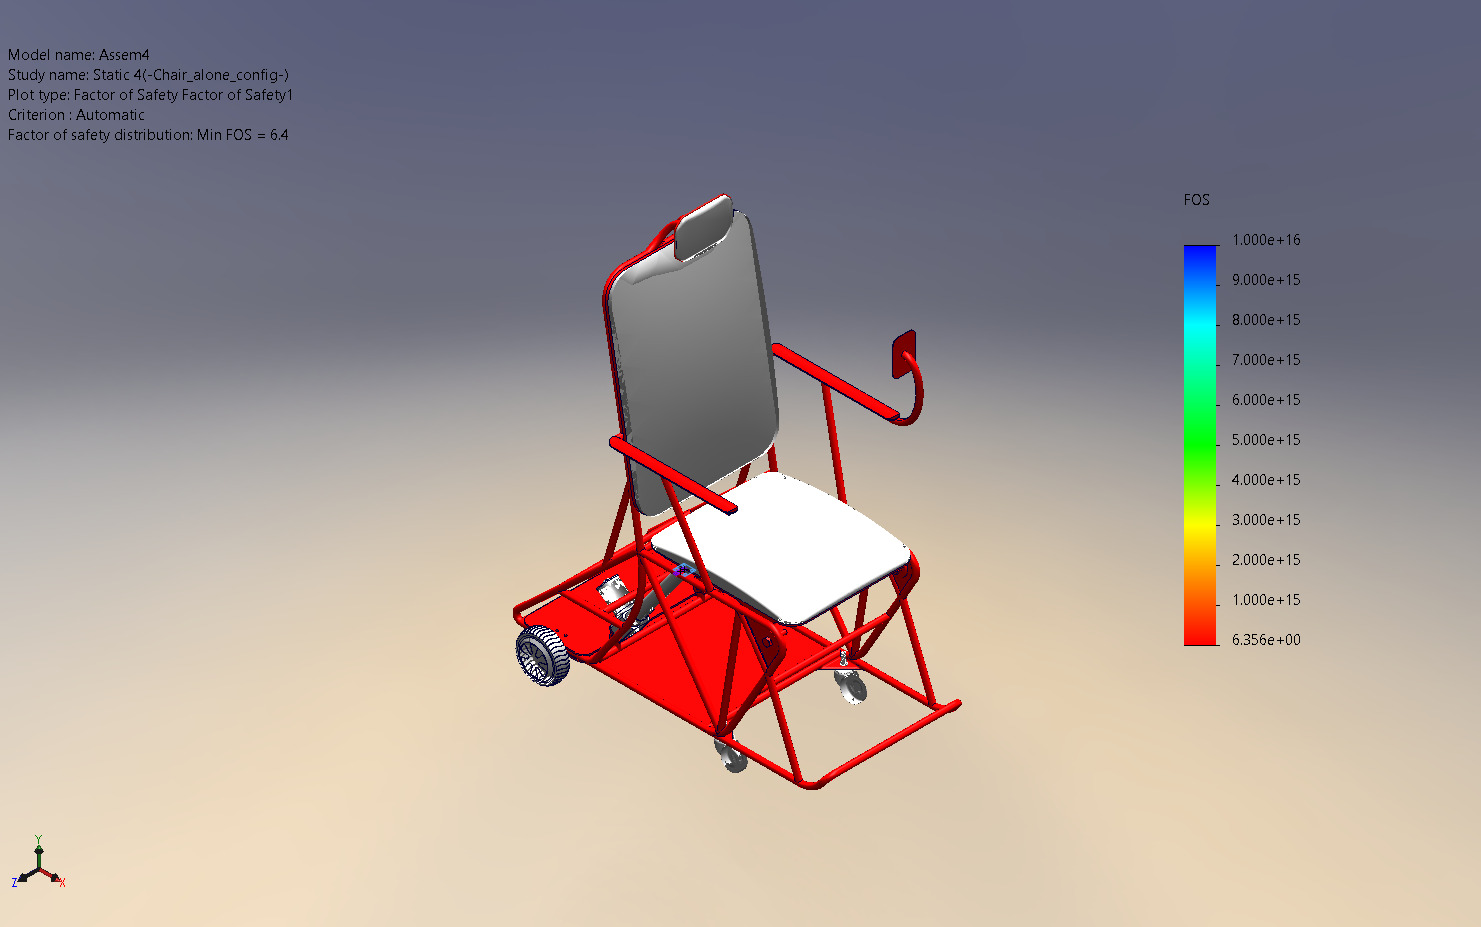 Model name: Assem4
Study name: Static 4(-Chair_alone_config-)
Plot type: Factor of Safety Factor of Safety1
Criterion : Automatic
Factor of safety distribution: Min FOS = 6.4
FOS
1.000e+16
9.000e+15
8.000e+15
7.000e+15
6.000e+15
5.000e+15
4.000e+15
3.000e+15
2.000e+15
1.000e+15
6.356e+00
Y
Z
X